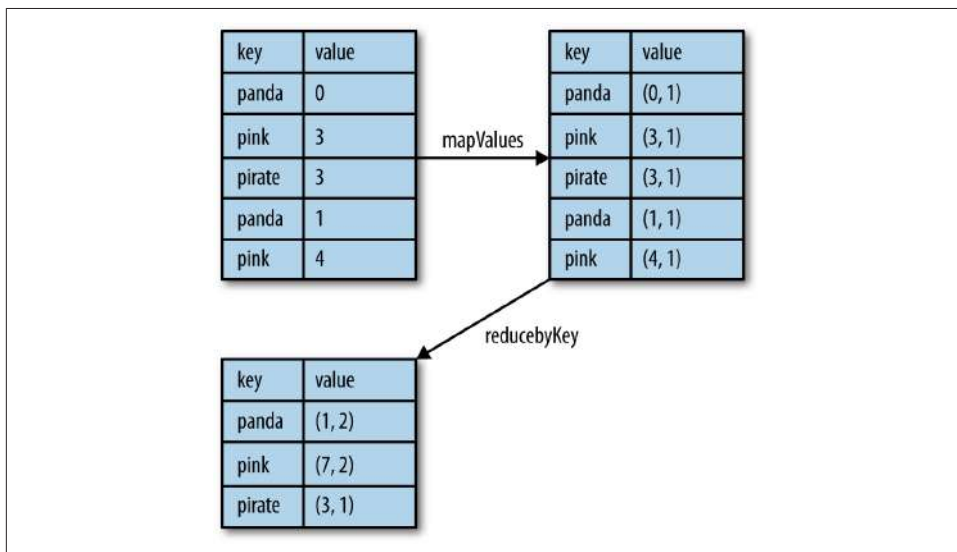 key value
panda 0
pink 3
pirate 3
panda 1
pink 4
mapValues
key value
panda (0, 1)
pink (3, 1)
pirate (3, 1)
panda (1, 1)
pink (4, 1)
reducebyKey
key value
panda (1, 2)
pink (7, 2)
pirate (3, 1)